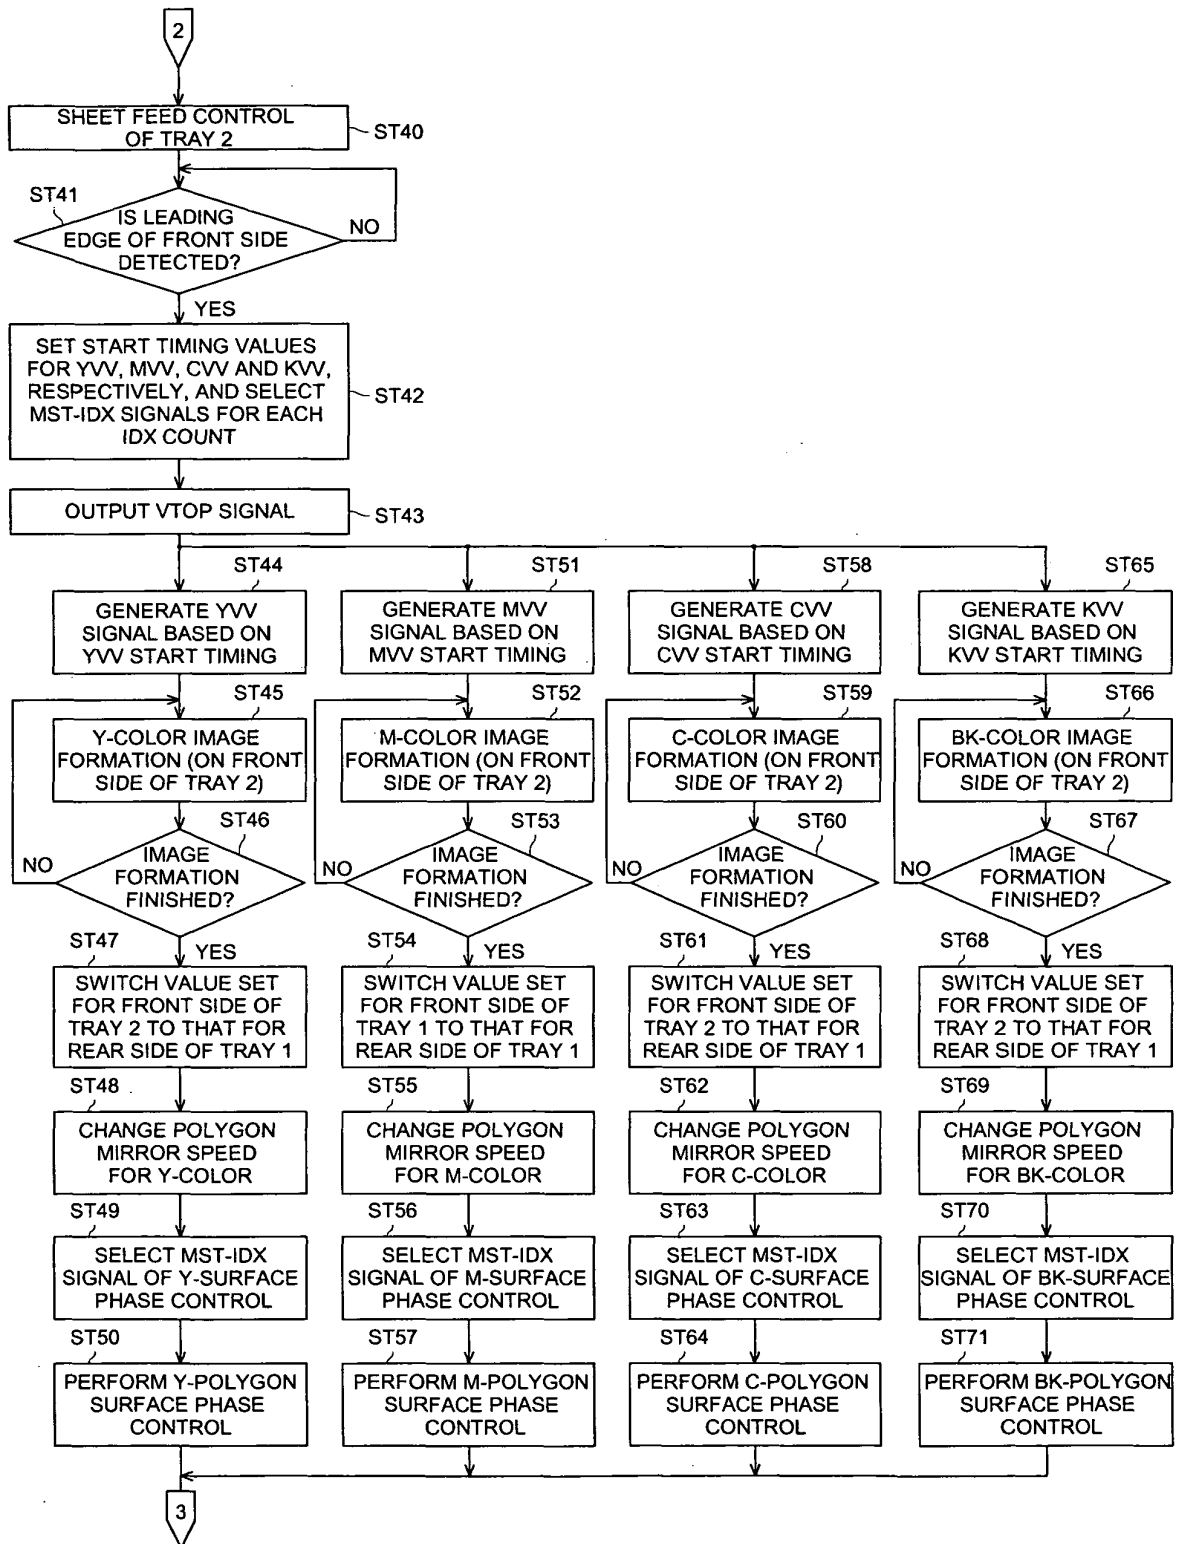 2
SHEET FEED CONTROL
OF TRAY 2
ST40
ST41
IS LEADING
EDGE OF FRONT SIDE
DETECTED?
NO
YES
SET START TIMING VALUES
FOR YVV, MVV, CVV AND KVV,
RESPECTIVELY, AND SELECT
MST-IDX SIGNALS FOR EACH
IDX COUNT
ST42
OUTPUT VTOP SIGNAL
ST43
ST44
GENERATE YVV
SIGNAL BASED ON
YVV START TIMING
ST45
Y-COLOR IMAGE
FORMATION (ON FRONT
SIDE OF TRAY 2)
ST46
IMAGE
FORMATION
FINISHED?
NO
YES
ST47
SWITCH VALUE SET
FOR FRONT SIDE OF
TRAY 2 TO THAT FOR
REAR SIDE OF TRAY 1
ST48
CHANGE POLYGON
MIRROR SPEED
FOR Y-COLOR
ST49
SELECT MST-IDX
SIGNAL OF Y-SURFACE
PHASE CONTROL
ST50
PERFORM Y-POLYGON
SURFACE PHASE
CONTROL
ST51
GENERATE MVV
SIGNAL BASED ON
MVV START TIMING
ST52
M-COLOR IMAGE
FORMATION (ON FRONT
SIDE OF TRAY 2)
ST53
IMAGE
FORMATION
FINISHED?
NO
YES
ST54
SWITCH VALUE SET
FOR FRONT SIDE OF
TRAY 1 TO THAT FOR
REAR SIDE OF TRAY 1
ST55
CHANGE POLYGON
MIRROR SPEED
FOR M-COLOR
ST56
SELECT MST-IDX
SIGNAL OF M-SURFACE
PHASE CONTROL
ST57
PERFORM M-POLYGON
SURFACE PHASE
CONTROL
ST58
GENERATE CVV
SIGNAL BASED ON
CVV START TIMING
ST59
C-COLOR IMAGE
FORMATION (ON FRONT
SIDE OF TRAY 2)
ST60
IMAGE
FORMATION
FINISHED?
NO
YES
ST61
SWITCH VALUE SET
FOR FRONT SIDE OF
TRAY 2 TO THAT FOR
REAR SIDE OF TRAY 1
ST62
CHANGE POLYGON
MIRROR SPEED
FOR C-COLOR
ST63
SELECT MST-IDX
SIGNAL OF C-SURFACE
PHASE CONTROL
ST64
PERFORM C-POLYGON
SURFACE PHASE
CONTROL
ST65
GENERATE KVV
SIGNAL BASED ON
KVV START TIMING
ST66
BK-COLOR IMAGE
FORMATION (ON FRONT
SIDE OF TRAY 2)
ST67
IMAGE
FORMATION
FINISHED?
NO
YES
ST68
SWITCH VALUE SET
FOR FRONT SIDE OF
TRAY 2 TO THAT FOR
REAR SIDE OF TRAY 1
ST69
CHANGE POLYGON
MIRROR SPEED
FOR BK-COLOR
ST70
SELECT MST-IDX
SIGNAL OF BK-SURFACE
PHASE CONTROL
ST71
PERFORM BK-POLYGON
SURFACE PHASE
CONTROL
3